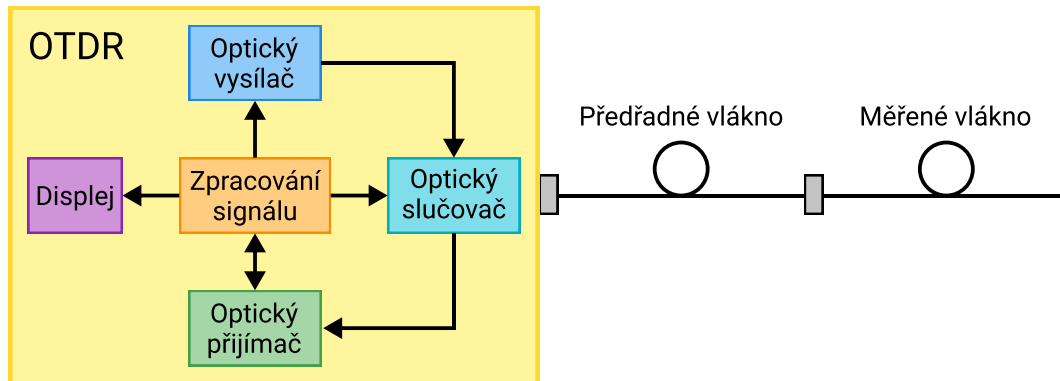 OTDR
Optický
vysílač
Předřadné vlákno
Měřené vlákno
Displej
Zpracování
signálu
Optický
slučovač
Optický
přijímač